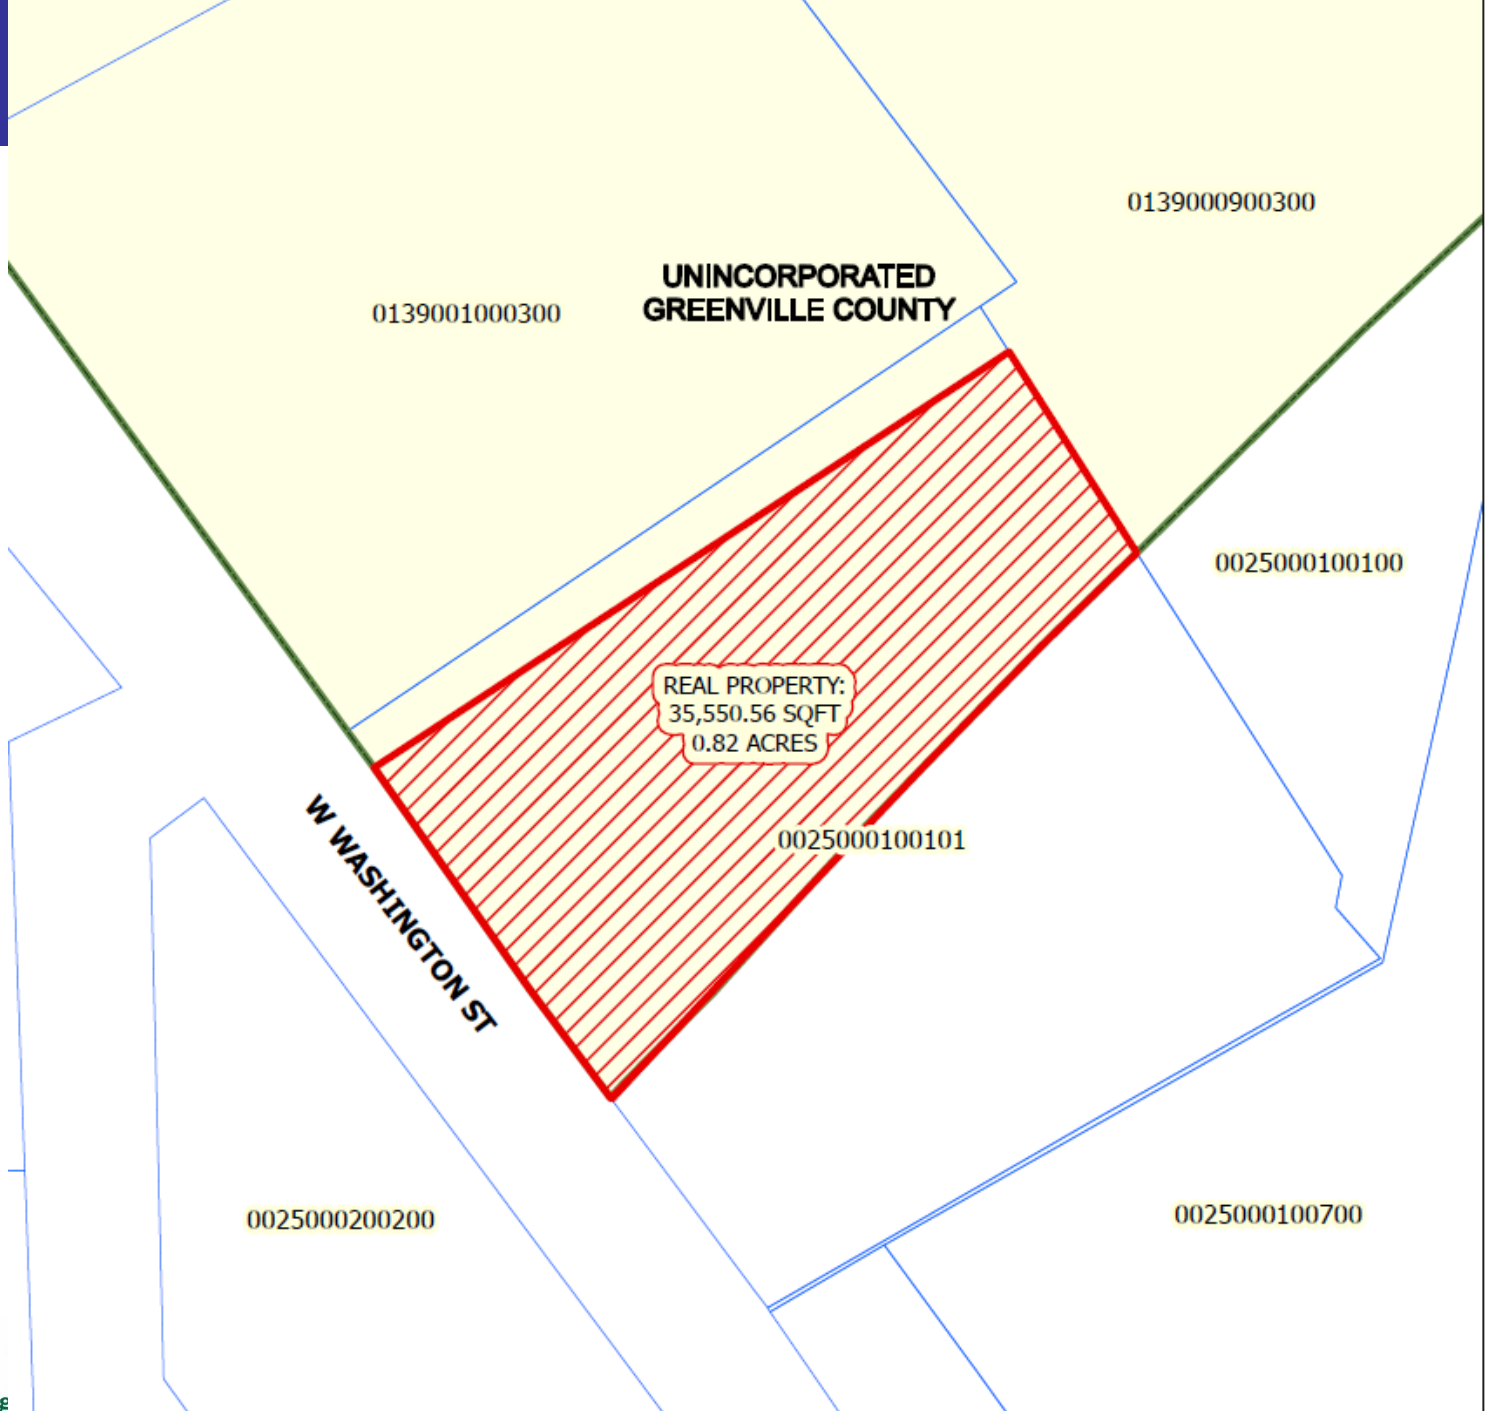 0139000900300
UNINCORPORATED
GREENVILLE COUNTY
0139001000300
0025000100100
REAL PROPERTY:
35,550.56 SQFT
0.82 ACRES
W WASHINGTON ST
0025000100101
0025000200200
0025000100700